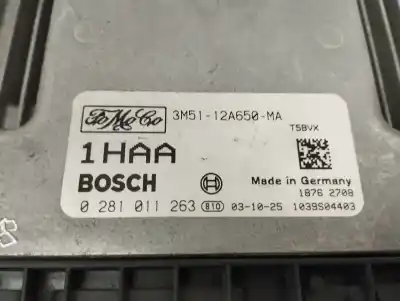 FoMoCo 3M51-12A650-MA
T5BVX
1HAA
BOSCH
Made in Germany
1876 2708
0 281 011 263 B10 03-10-25 1039S04403